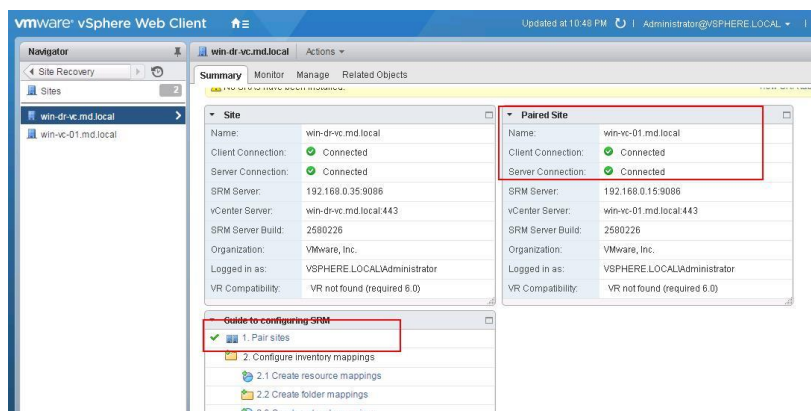 vmware® vSphere Web Client
Updated at 10:48 PM | Administrator@VSPHERE.LOCAL
Navigator
Site Recovery
Sites 2
win-dr-vc.md.local
win-vc-01.md.local
win-dr-vc.md.local Actions
Summary Monitor Manage Related Objects
No SRAs have been installed.
Site
Name: win-dr-vc.md.local
Client Connection: Connected
Server Connection: Connected
SRM Server: 192.168.0.35:9086
vCenter Server: win-dr-vc.md.local:443
SRM Server Build: 2580226
Organization: VMware, Inc.
Logged in as: VSPHERE.LOCAL\Administrator
VR Compatibility: VR not found (required 6.0)
Paired Site
Name: win-vc-01.md.local
Client Connection: Connected
Server Connection: Connected
SRM Server: 192.168.0.15:9086
vCenter Server: win-vc-01.md.local:443
SRM Server Build: 2580226
Organization: VMware, Inc.
Logged in as: VSPHERE.LOCAL\Administrator
VR Compatibility: VR not found (required 6.0)
Guide to configuring SRM
1. Pair sites
2. Configure inventory mappings
2.1 Create resource mappings
2.2 Create folder mappings